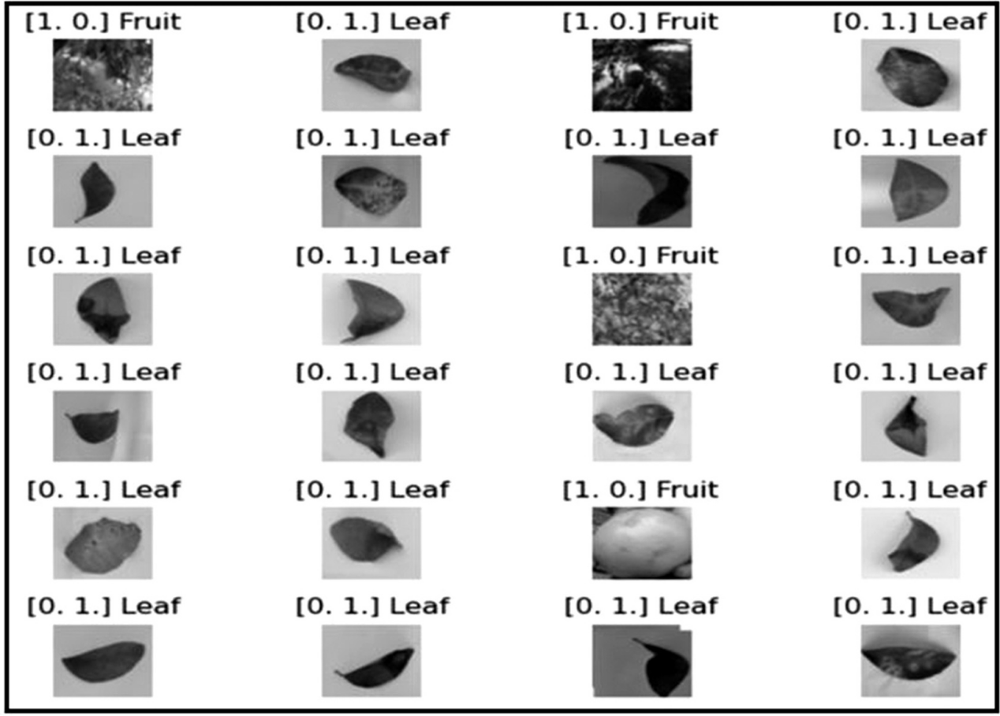 [1. 0.] Fruit [0. 1.] Leaf [1. 0.] Fruit [0. 1.] Leaf
[0. 1.] Leaf [0. 1.] Leaf [0. 1.] Leaf [0. 1.] Leaf
[0. 1.] Leaf [0. 1.] Leaf [1. 0.] Fruit [0. 1.] Leaf
[0. 1.] Leaf [0. 1.] Leaf [0. 1.] Leaf [0. 1.] Leaf
[0. 1.] Leaf [0. 1.] Leaf [1. 0.] Fruit [0. 1.] Leaf
[0. 1.] Leaf [0. 1.] Leaf [0. 1.] Leaf [0. 1.] Leaf